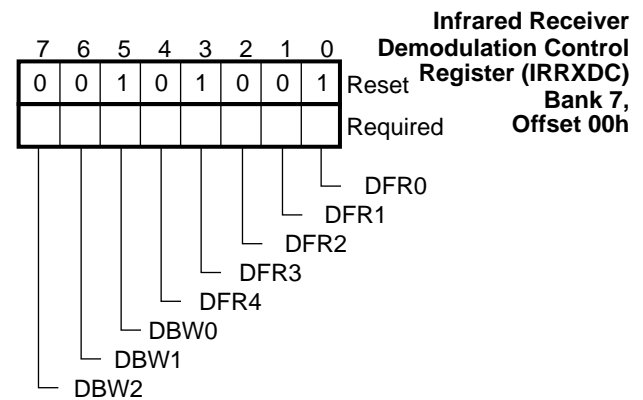 Infrared Receiver
Demodulation Control
Register (IRRXDC)
Bank 7,
Offset 00h
7 6 5 4 3 2 1 0
0 0 1 0 1 0 0 1 Reset
Required
DFR0
DFR1
DFR2
DFR3
DFR4
DBW0
DBW1
DBW2